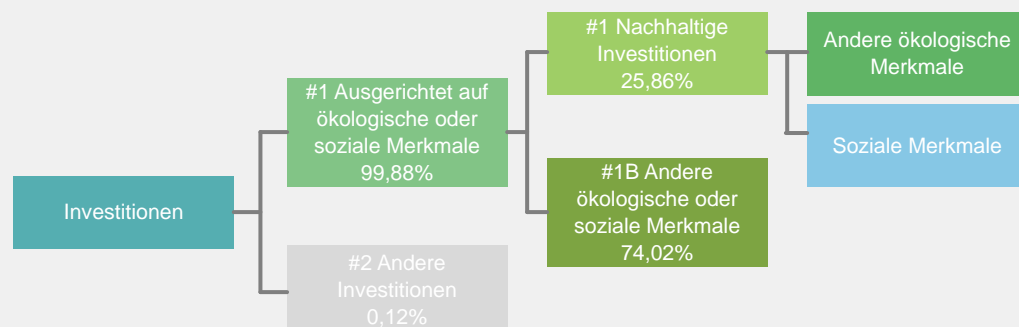 Investitionen
#1 Ausgerichtet auf
ökologische oder
soziale Merkmale
99,88%
#2 Andere
Investitionen
0,12%
#1 Nachhaltige
Investitionen
25,86%
#1B Andere
ökologische oder
soziale Merkmale
74,02%
Andere ökologische
Merkmale
Soziale Merkmale